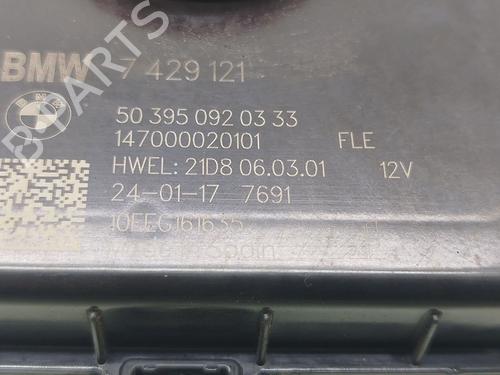 BMW 7 429 121
50 395 092 03 33
147000020101 FLE
HWEL: 21D8 06.03.01 12V
24-01-17 7691